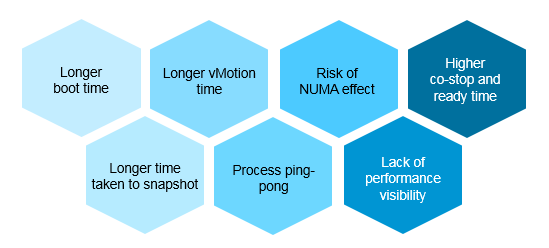 Longer
boot time
Longer vMotion
time
Risk of
NUMA effect
Higher
co-stop and
ready time
Longer time
taken to snapshot
Process ping-
pong
Lack of
performance
visibility